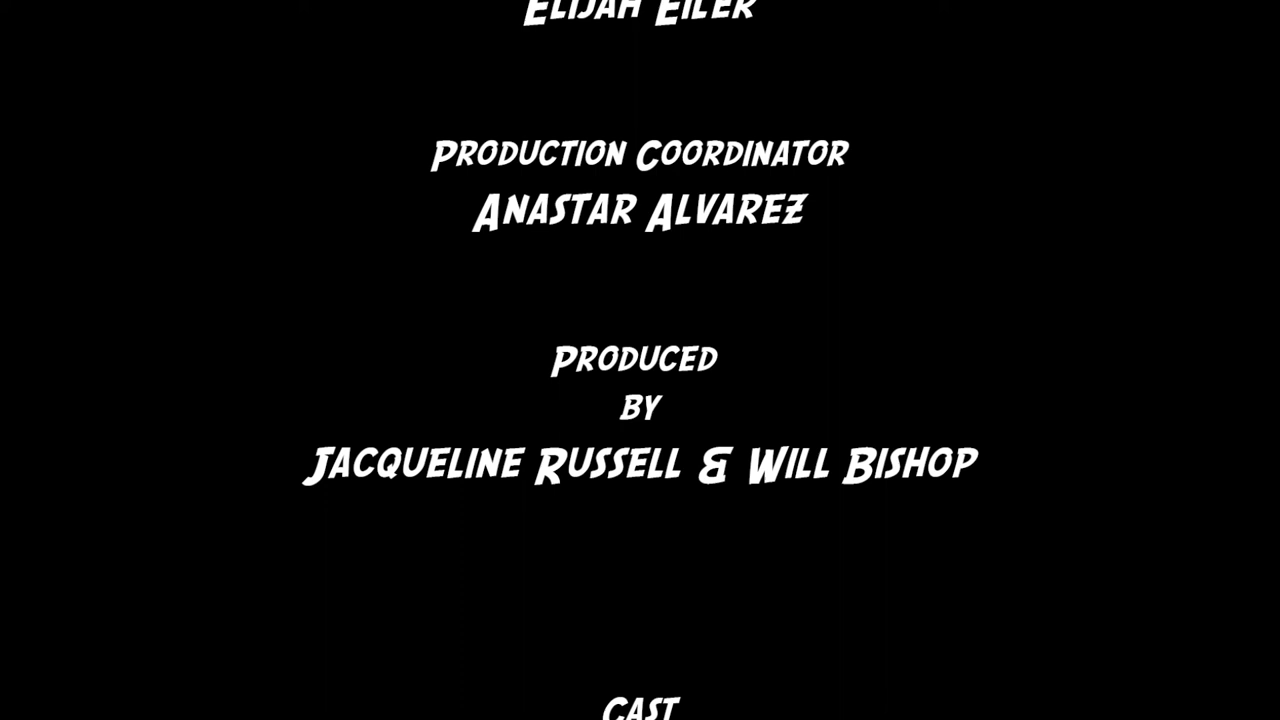 Elijah Eiler
Production Coordinator
Anastar Alvarez
Produced
by
Jacqueline Russell & Will Bishop
Cast